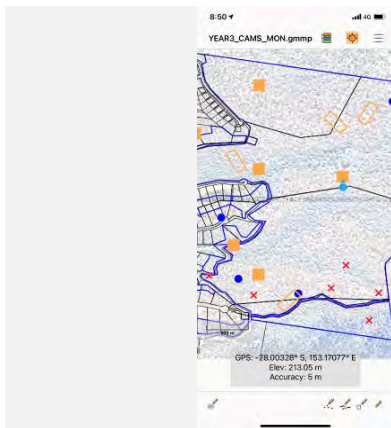 8:50
4G
YEAR3_CAMS_MON.gmmp
GPS: -28.00328° S, 153.17077° E
Elev: 213.05 m
Accuracy: 5 m